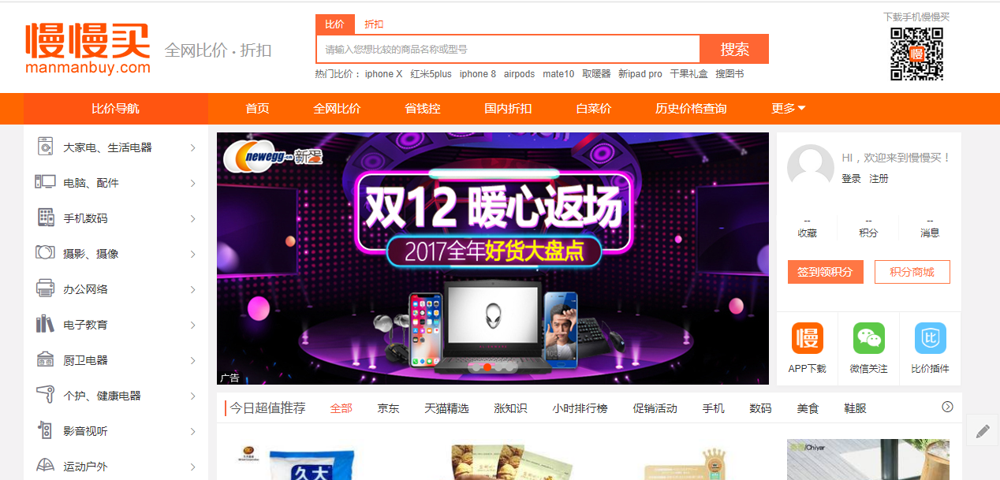 慢慢买
manmanbuy.com
全网比价 · 折扣
比价 折扣
请输入您想比较的商品名称或型号
搜索
热门比价： iphone X 红米5plus iphone 8 airpods mate10 取暖器 新ipad pro 干果礼盒 搜图书
下载手机慢慢买
慢
比价导航 首页 全网比价 省钱控 国内折扣 白菜价 历史价格查询 更多
大家电、生活电器
电脑、配件
手机数码
摄影、摄像
办公网络
电子教育
厨卫电器
个护、健康电器
影音视听
运动户外
newegg.cn 新蛋
双12 暖心返场
2017全年好货大盘点
广告
HI，欢迎来到慢慢买！
登录 注册
-- -- --
收藏 积分 消息
签到领积分 积分商城
慢 比
APP下载 微信关注 比价插件
今日超值推荐 全部 京东 天猫精选 涨知识 小时排行榜 促销活动 手机 数码 美食 鞋服
久大
/Chiyar